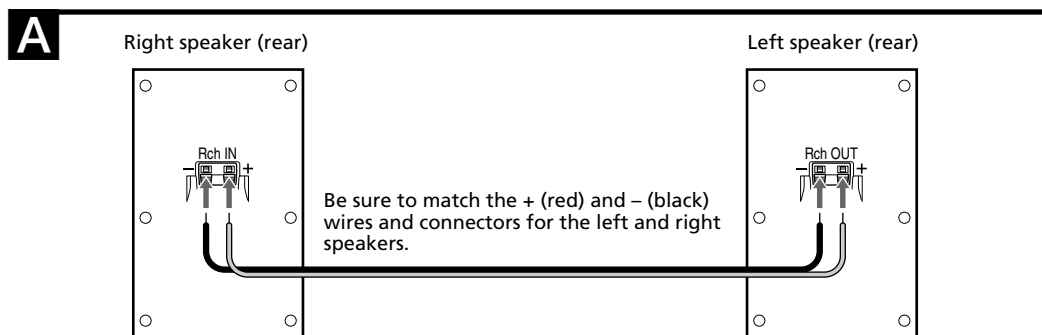 A
Right speaker (rear)
Left speaker (rear)
Rch IN
– +
Rch OUT
– +
Be sure to match the + (red) and – (black)
wires and connectors for the left and right
speakers.